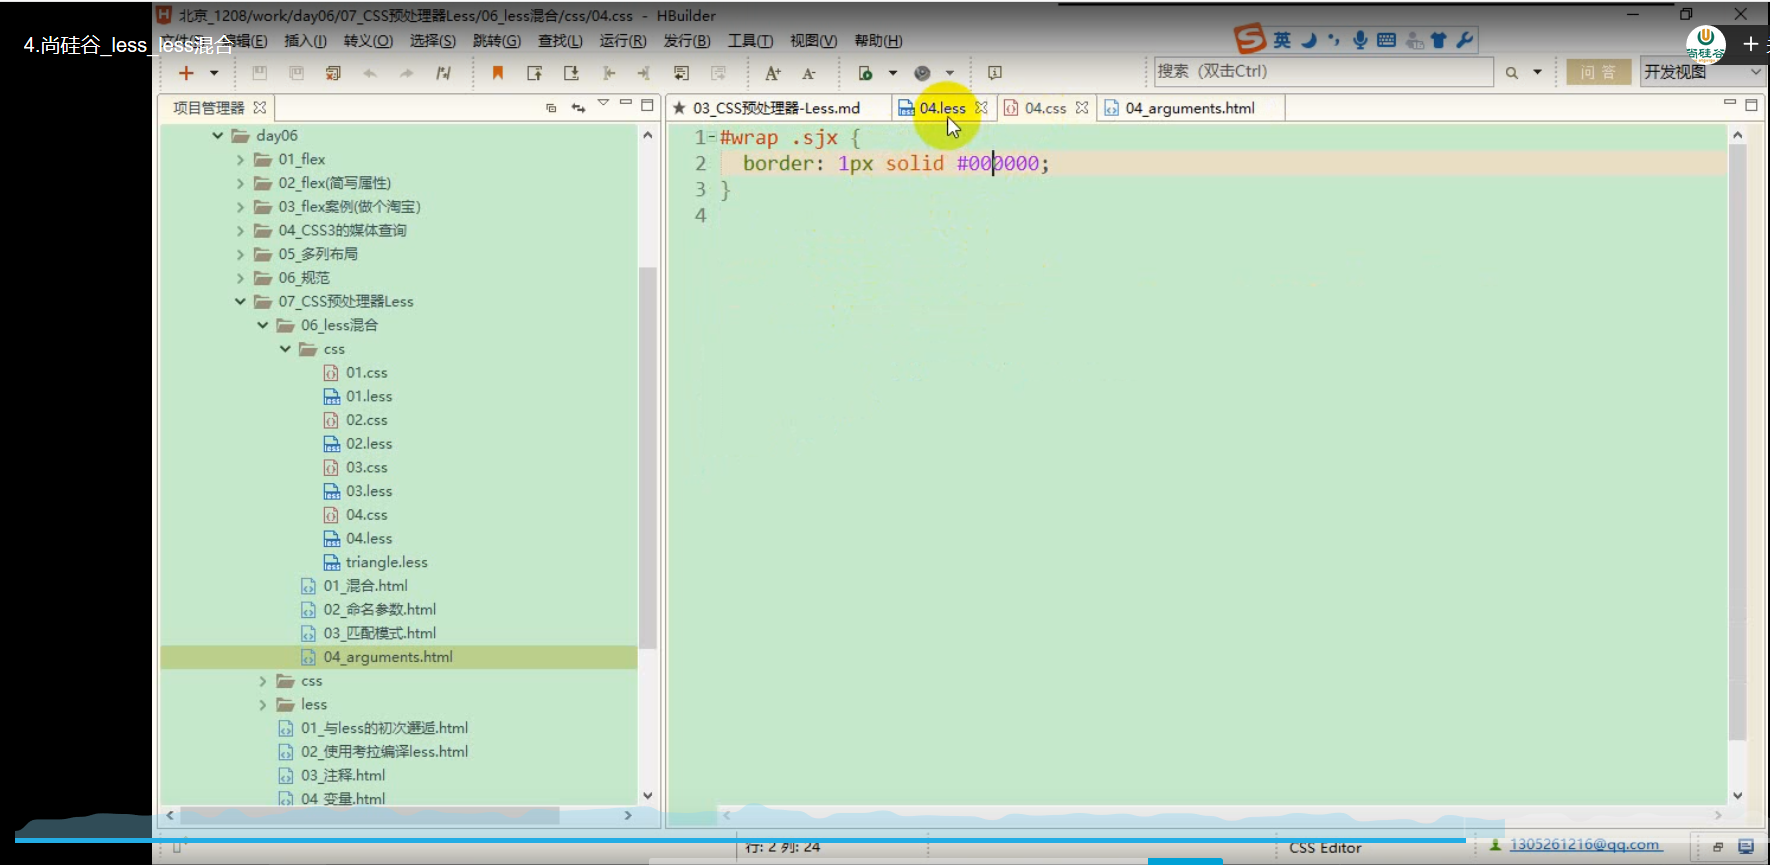 北京_1208/work/day06/07_CSS预处理器Less/06_less混合/css/04.css - HBuilder
4.尚硅谷_less_less混合
编辑(E) 插入(I) 转义(O) 选择(S) 跳转(G) 查找(L) 运行(R) 发行(B) 工具(T) 视图(V) 帮助(H)
英
尚硅谷
搜索 (双击Ctrl)
问 答
开发视图
项目管理器
03_CSS预处理器-Less.md
04.less
04.css
04_arguments.html
day06
01_flex
02_flex(简写属性)
03_flex案例(做个淘宝)
04_CSS3的媒体查询
05_多列布局
06_规范
07_CSS预处理器Less
06_less混合
css
01.css
01.less
02.css
02.less
03.css
03.less
04.css
04.less
triangle.less
01_混合.html
02_命名参数.html
03_匹配模式.html
04_arguments.html
css
less
01_与less的初次邂逅.html
02_使用考拉编译less.html
03_注释.html
04_变量.html
1 #wrap .sjx {
2 border: 1px solid #000000;
3 }
4
行: 2 列: 24
CSS Editor
1305261216@qq.com